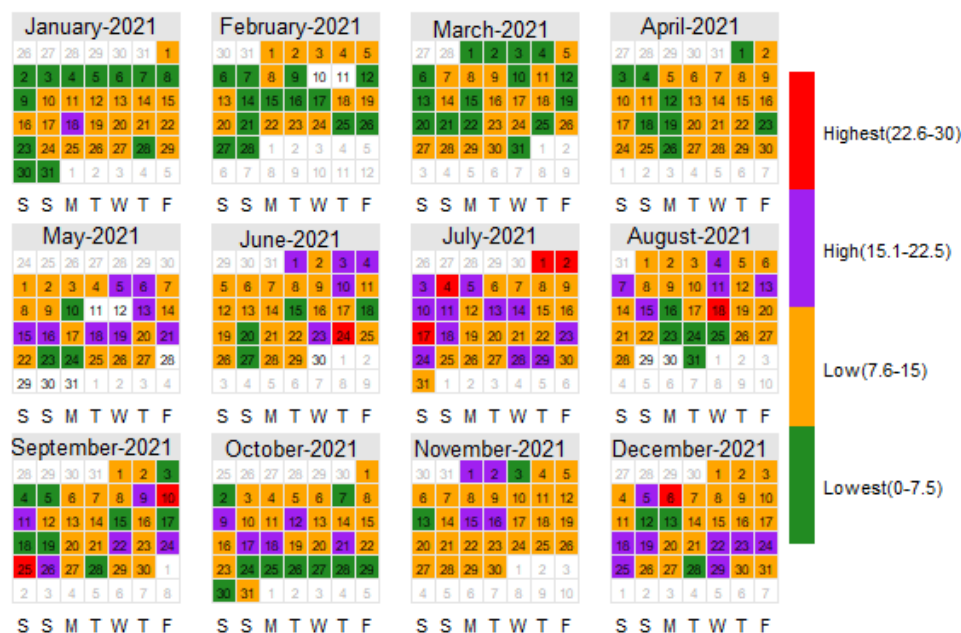 January-2021
26 27 28 29 30 31 1
2 3 4 5 6 7 8
9 10 11 12 13 14 15
16 17 18 19 20 21 22
23 24 25 26 27 28 29
30 31 1 2 3 4 5
S S M T W T F
February-2021
30 31 1 2 3 4 5
6 7 8 9 10 11 12
13 14 15 16 17 18 19
20 21 22 23 24 25 26
27 28 1 2 3 4 5
6 7 8 9 10 11 12
S S M T W T F
March-2021
27 28 1 2 3 4 5
6 7 8 9 10 11 12
13 14 15 16 17 18 19
20 21 22 23 24 25 26
27 28 29 30 31 1 2
3 4 5 6 7 8 9
S S M T W T F
April-2021
27 28 29 30 31 1 2
3 4 5 6 7 8 9
10 11 12 13 14 15 16
17 18 19 20 21 22 23
24 25 26 27 28 29 30
1 2 3 4 5 6 7
S S M T W T F
May-2021
24 25 26 27 28 29 30
1 2 3 4 5 6 7
8 9 10 11 12 13 14
15 16 17 18 19 20 21
22 23 24 25 26 27 28
29 30 31 1 2 3 4
S S M T W T F
June-2021
29 30 31 1 2 3 4
5 6 7 8 9 10 11
12 13 14 15 16 17 18
19 20 21 22 23 24 25
26 27 28 29 30 1 2
3 4 5 6 7 8 9
S S M T W T F
July-2021
26 27 28 29 30 1 2
3 4 5 6 7 8 9
10 11 12 13 14 15 16
17 18 19 20 21 22 23
24 25 26 27 28 29 30
31 1 2 3 4 5 6
S S M T W T F
August-2021
31 1 2 3 4 5 6
7 8 9 10 11 12 13
14 15 16 17 18 19 20
21 22 23 24 25 26 27
28 29 30 31 1 2 3
4 5 6 7 8 9 10
S S M T W T F
September-2021
28 29 30 31 1 2 3
4 5 6 7 8 9 10
11 12 13 14 15 16 17
18 19 20 21 22 23 24
25 26 27 28 29 30 1
2 3 4 5 6 7 8
S S M T W T F
October-2021
25 26 27 28 29 30 1
2 3 4 5 6 7 8
9 10 11 12 13 14 15
16 17 18 19 20 21 22
23 24 25 26 27 28 29
30 31 1 2 3 4 5
S S M T W T F
November-2021
30 31 1 2 3 4 5
6 7 8 9 10 11 12
13 14 15 16 17 18 19
20 21 22 23 24 25 26
27 28 29 30 1 2 3
4 5 6 7 8 9 10
S S M T W T F
December-2021
27 28 29 30 1 2 3
4 5 6 7 8 9 10
11 12 13 14 15 16 17
18 19 20 21 22 23 24
25 26 27 28 29 30 31
1 2 3 4 5 6 7
S S M T W T F
Highest(22.6-30)
High(15.1-22.5)
Low(7.6-15)
Lowest(0-7.5)